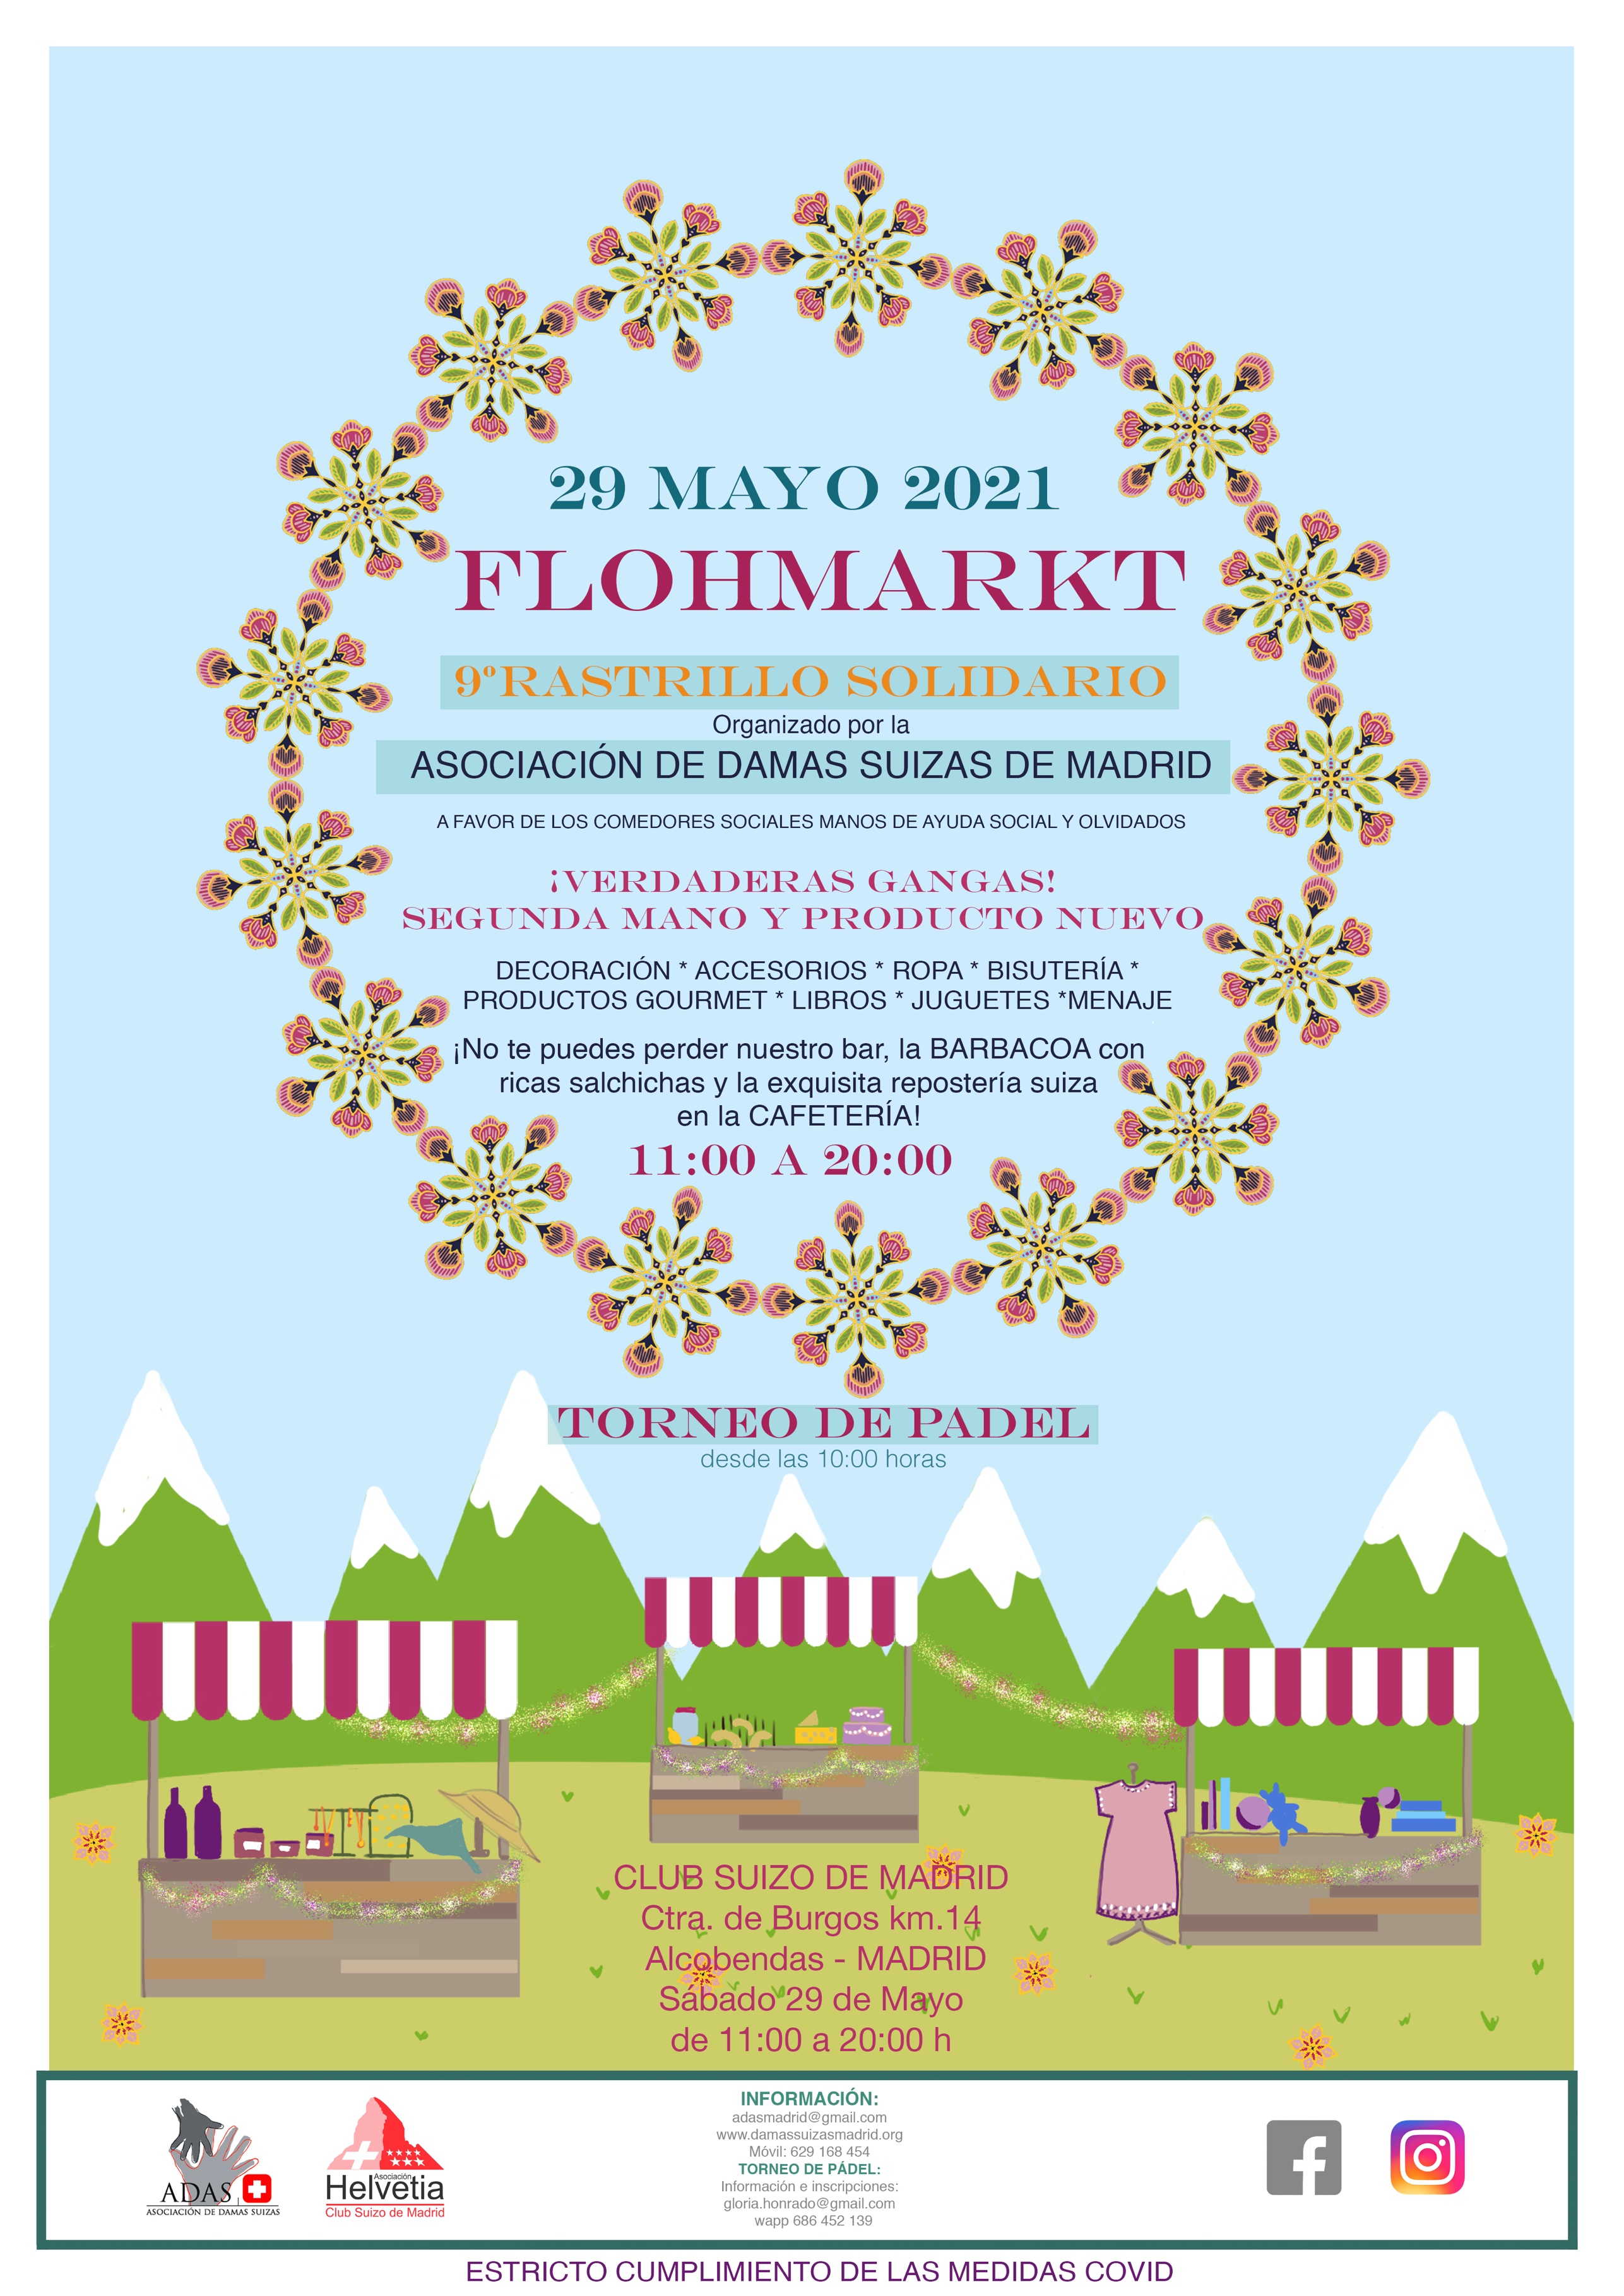 29 MAYO 2021
FLOHMARKT
9ºRASTRILLO SOLIDARIO
Organizado por la
ASOCIACIÓN DE DAMAS SUIZAS DE MADRID
A FAVOR DE LOS COMEDORES SOCIALES MANOS DE AYUDA SOCIAL Y OLVIDADOS
¡VERDADERAS GANGAS!
SEGUNDA MANO Y PRODUCTO NUEVO
DECORACIÓN * ACCESORIOS * ROPA * BISUTERÍA *
PRODUCTOS GOURMET * LIBROS * JUGUETES *MENAJE
¡No te puedes perder nuestro bar, la BARBACOA con
ricas salchichas y la exquisita repostería suiza
en la CAFETERÍA!
11:00 A 20:00
TORNEO DE PADEL
desde las 10:00 horas
CLUB SUIZO DE MADRID
Ctra. de Burgos km.14
Alcobendas - MADRID
Sábado 29 de Mayo
de 11:00 a 20:00 h
ADAS
ASOCIACIÓN DE DAMAS SUIZAS
Asociación
Helvetia
Club Suizo de Madrid
INFORMACIÓN:
adasmadrid@gmail.com
www.damassuizasmadrid.org
Móvil: 629 168 454
TORNEO DE PÁDEL:
Información e inscripciones:
gloria.honrado@gmail.com
wapp 686 452 139
ESTRICTO CUMPLIMIENTO DE LAS MEDIDAS COVID